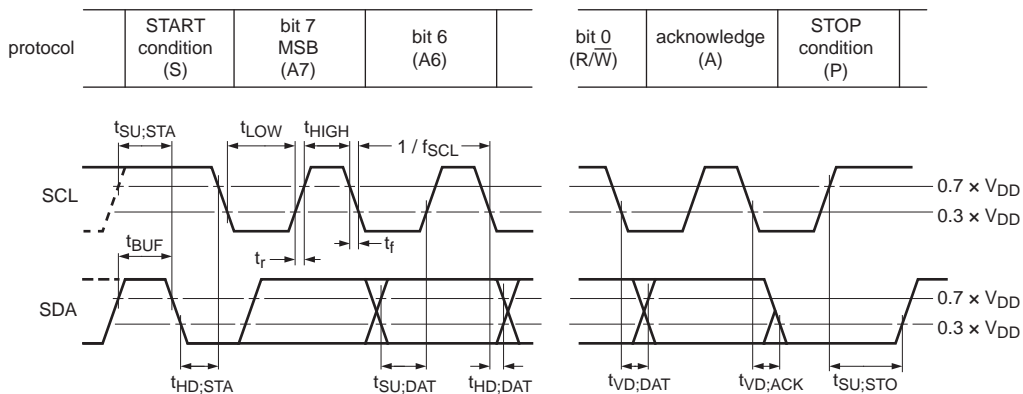 protocol
START
condition
(S)
bit 7
MSB
(A7)
bit 6
(A6)
bit 0
(R/W̅)
acknowledge
(A)
STOP
condition
(P)
tSU;STA
tLOW
tHIGH
1 / fSCL
SCL
0.7 × VDD
0.3 × VDD
tBUF
tr
tf
SDA
0.7 × VDD
0.3 × VDD
tHD;STA
tSU;DAT
tHD;DAT
tVD;DAT
tVD;ACK
tSU;STO